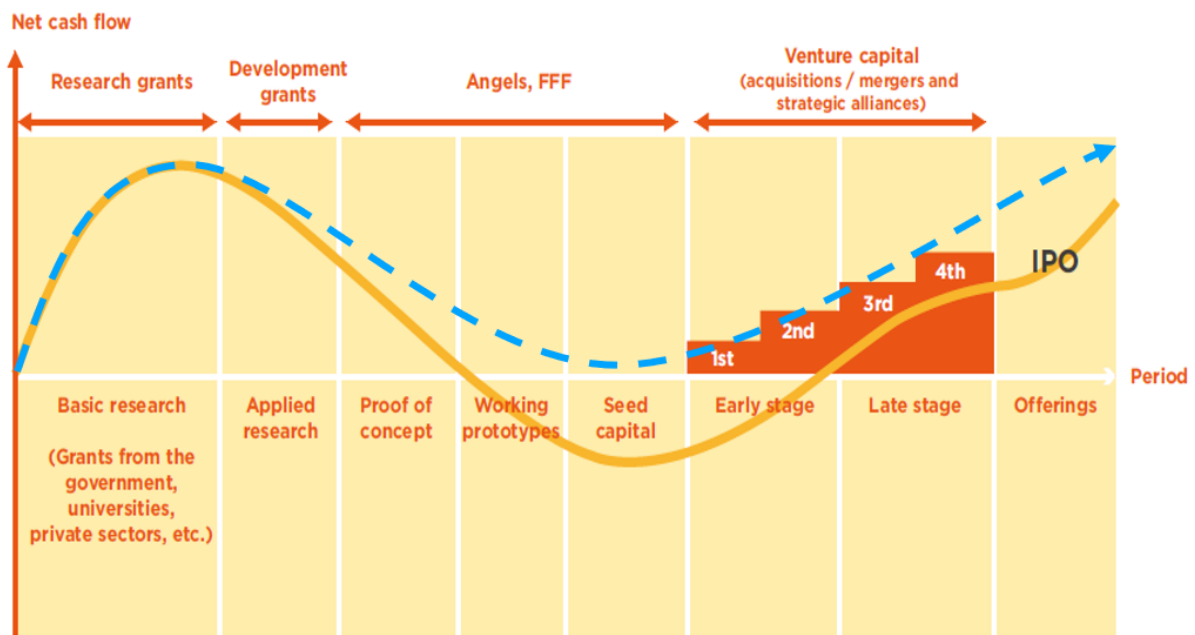 Net cash flow
Research grants
Development
grants
Angels, FFF
Venture capital
(acquisitions / mergers and
strategic alliances)
1st
2nd
3rd
4th
IPO
Period
Basic research
(Grants from the
government,
universities,
private sectors, etc.)
Applied
research
Proof of
concept
Working
prototypes
Seed
capital
Early stage
Late stage
Offerings